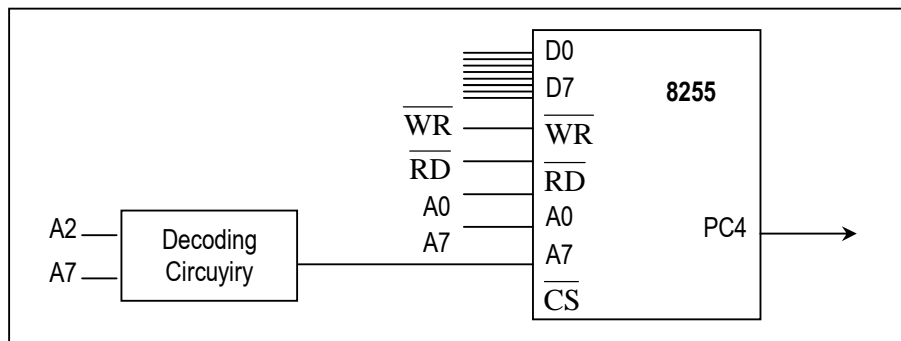 D0
D7
8255
WR
WR
RD
RD
A0
A0
A7
A7
A2
A7
Decoding
Circuyiry
PC4
CS